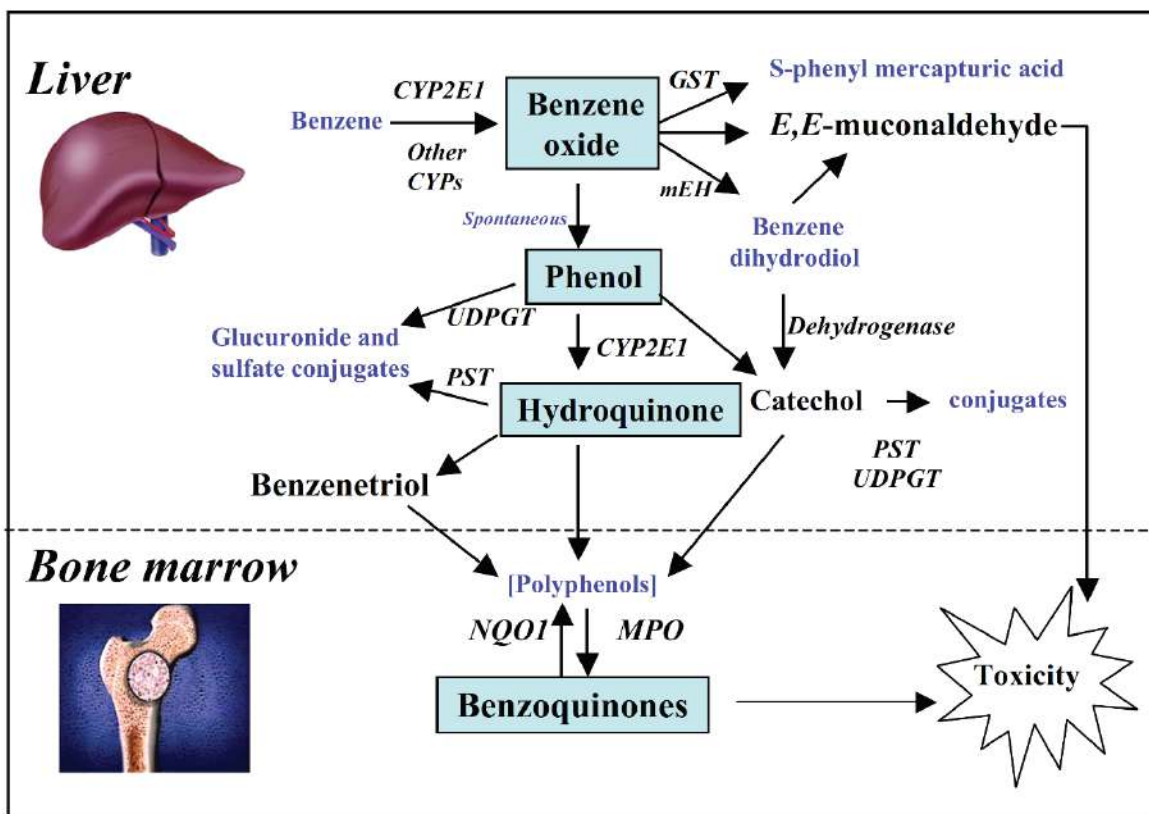 Liver
CYP2E1
Benzene
Other
CYPs
Benzene
oxide
GST
S-phenyl mercapturic acid
E,E-muconaldehyde
mEH
Spontaneous
Benzene
dihydrodiol
Phenol
UDPGT
Glucuronide and
sulfate conjugates
CYP2E1
Dehydrogenase
PST
Hydroquinone
Catechol
conjugates
PST
UDPGT
Benzenetriol
Bone marrow
[Polyphenols]
NQO1
MPO
Benzoquinones
Toxicity